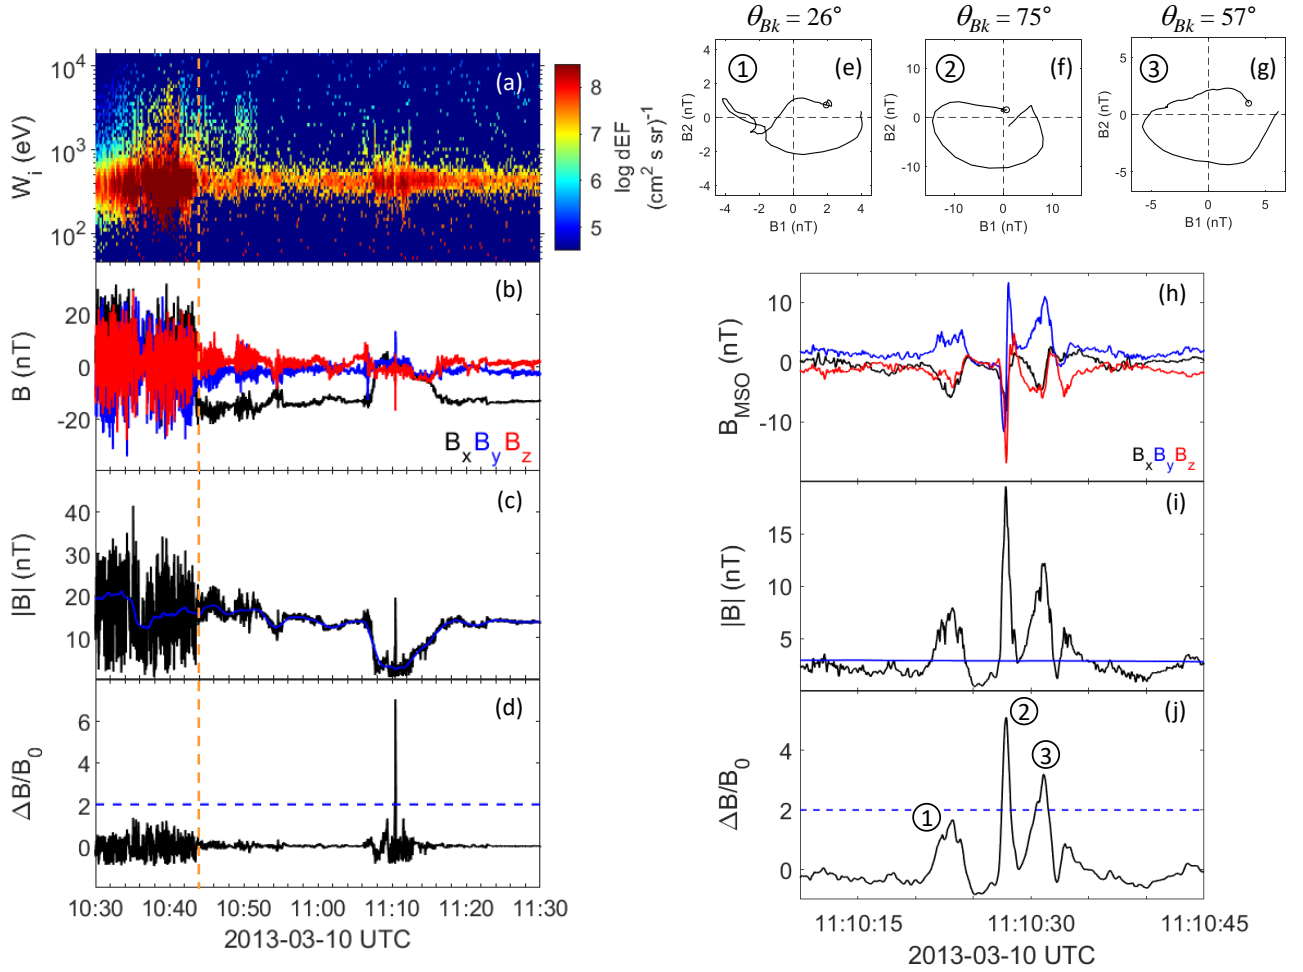 θBk = 26°
θBk = 75°
θBk = 57°
10⁴
10³
10²
Wi (eV)
(a)
8
7
6
5
log dEF
(cm² s sr)⁻¹
① (e)
4
2
0
-2
-4
B2 (nT)
-4 -2 0 2 4
B1 (nT)
② (f)
10
0
-10
B2 (nT)
-10 0 10
B1 (nT)
③ (g)
5
0
-5
B2 (nT)
-5 0 5
B1 (nT)
(b)
20
0
-20
B (nT)
Bx By Bz
(c)
40
30
20
10
|B| (nT)
(d)
6
4
2
0
ΔB/B0
10:30 10:40 10:50 11:00 11:10 11:20 11:30
2013-03-10 UTC
(h)
10
0
-10
BMSO (nT)
Bx By Bz
(i)
15
10
5
|B| (nT)
(j)
②
③
①
4
2
0
ΔB/B0
11:10:15 11:10:30 11:10:45
2013-03-10 UTC